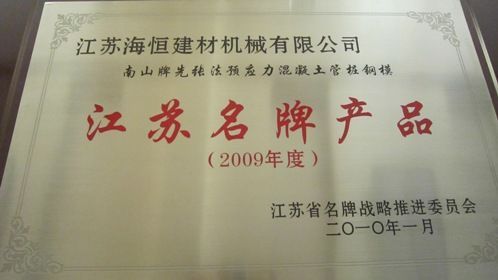 江苏海恒建材机械有限公司
南山牌先张法预应力混凝土管桩钢模
江苏名牌产品
（2009年度）
江苏省名牌战略推进委员会
二〇一〇年一月